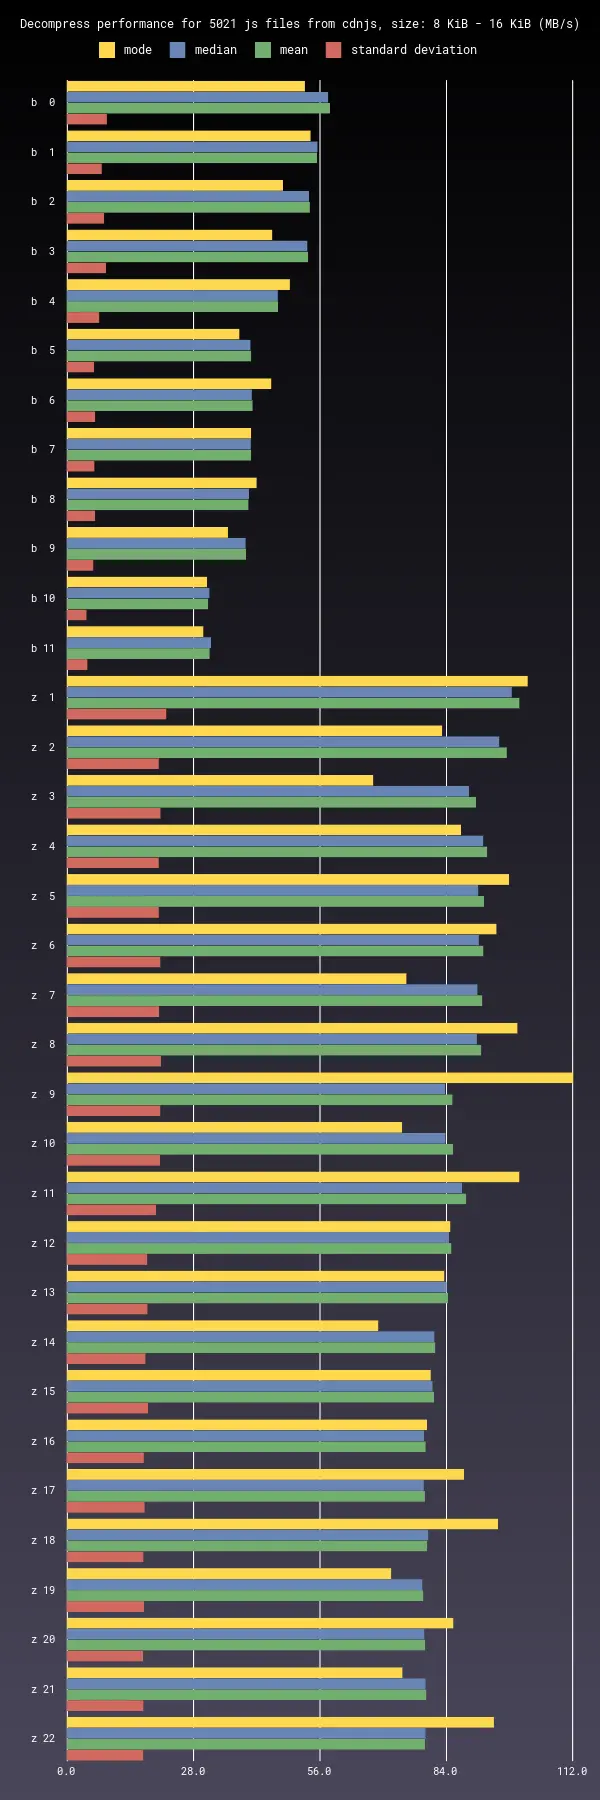 Decompress performance for 5021 js files from cdnjs, size: 8 KiB - 16 KiB (MB/s)
mode median mean standard deviation
b 0
b 1
b 2
b 3
b 4
b 5
b 6
b 7
b 8
b 9
b 10
b 11
z 1
z 2
z 3
z 4
z 5
z 6
z 7
z 8
z 9
z 10
z 11
z 12
z 13
z 14
z 15
z 16
z 17
z 18
z 19
z 20
z 21
z 22
0.0 28.0 56.0 84.0 112.0